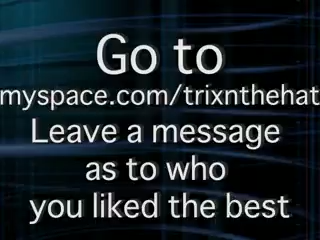 Go to
myspace.com/trixnthehat
Leave a message
as to who
you liked the best